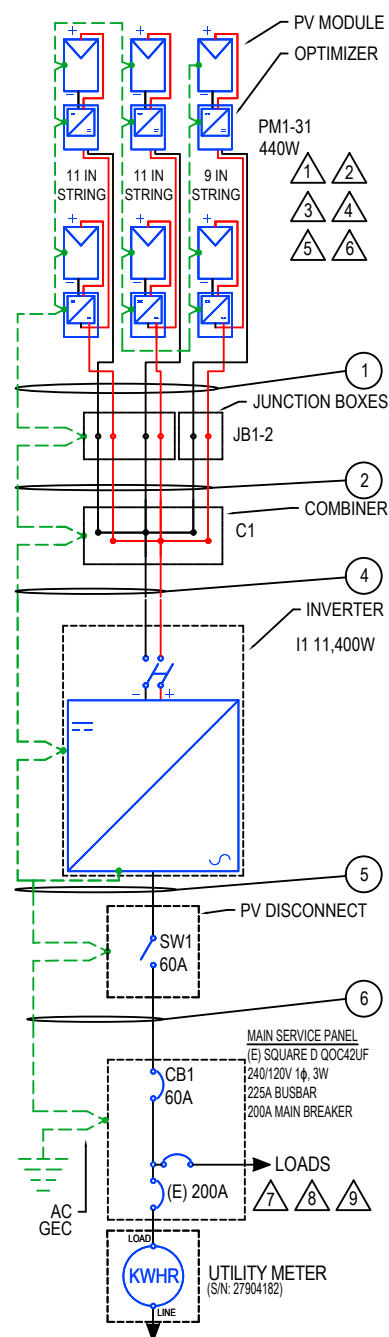 PV MODULE
OPTIMIZER
PM1-31
440W
1 2
3 4
5 6
+ + +
− − −
11 IN
STRING
11 IN
STRING
9 IN
STRING
+ + +
1
JUNCTION BOXES
JB1-2
2
COMBINER
C1
4
INVERTER
I1 11,400W
− +
5
PV DISCONNECT
SW1
60A
6
MAIN SERVICE PANEL
(E) SQUARE D QOC42UF
240/120V 1ϕ, 3W
225A BUSBAR
200A MAIN BREAKER
CB1
60A
LOADS
(E) 200A
7 8 9
AC
GEC
LOAD
KWHR
UTILITY METER
(S/N: 27904182)
LINE